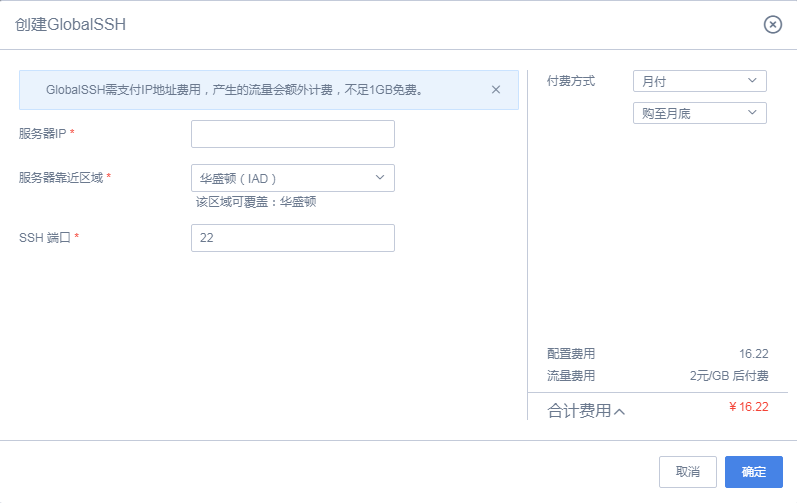 创建GlobalSSH
GlobalSSH需支付IP地址费用，产生的流量会额外计费，不足1GB免费。
服务器IP *
服务器靠近区域 *
华盛顿（IAD）
该区域可覆盖：华盛顿
SSH 端口 *
22
付费方式
月付
购至月底
配置费用 16.22
流量费用 2元/GB 后付费
合计费用 ¥ 16.22
取消 确定